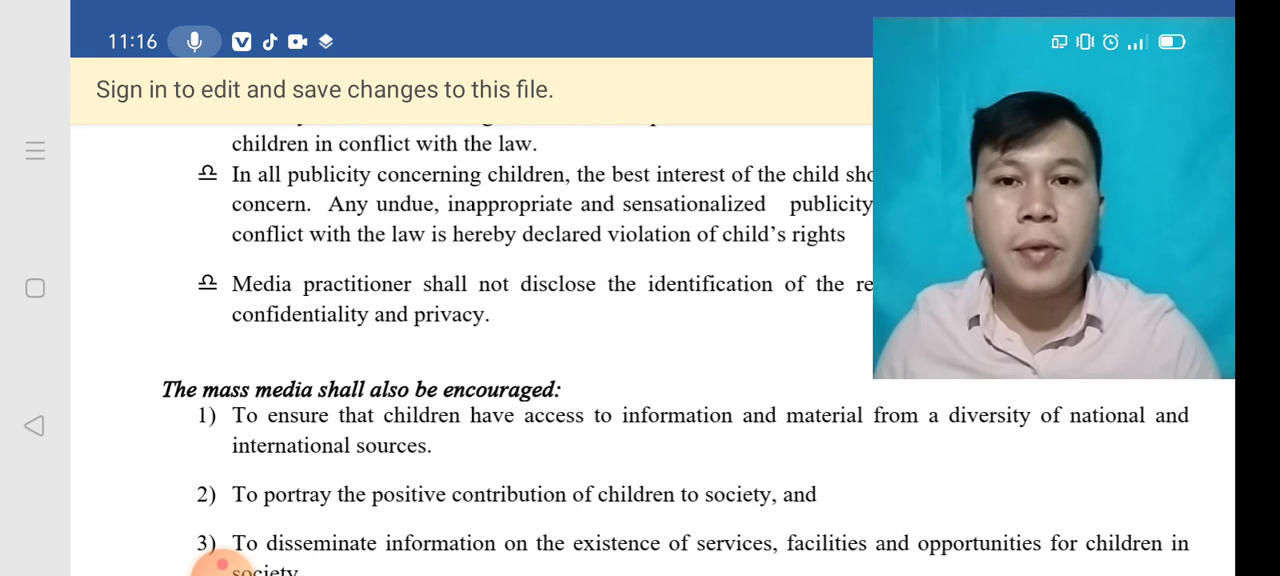 11:16
Sign in to edit and save changes to this file.
children in conflict with the law.
In all publicity concerning children, the best interest of the child
concern. Any undue, inappropriate and sensationalized publicity
conflict with the law is hereby declared violation of child's rights
Media practitioner shall not disclose the identification of the
confidentiality and privacy.
The mass media shall also be encouraged:
1) To ensure that children have access to information and material from a diversity of national and
international sources.
2) To portray the positive contribution of children to society, and
3) To disseminate information on the existence of services, facilities and opportunities for children in
society